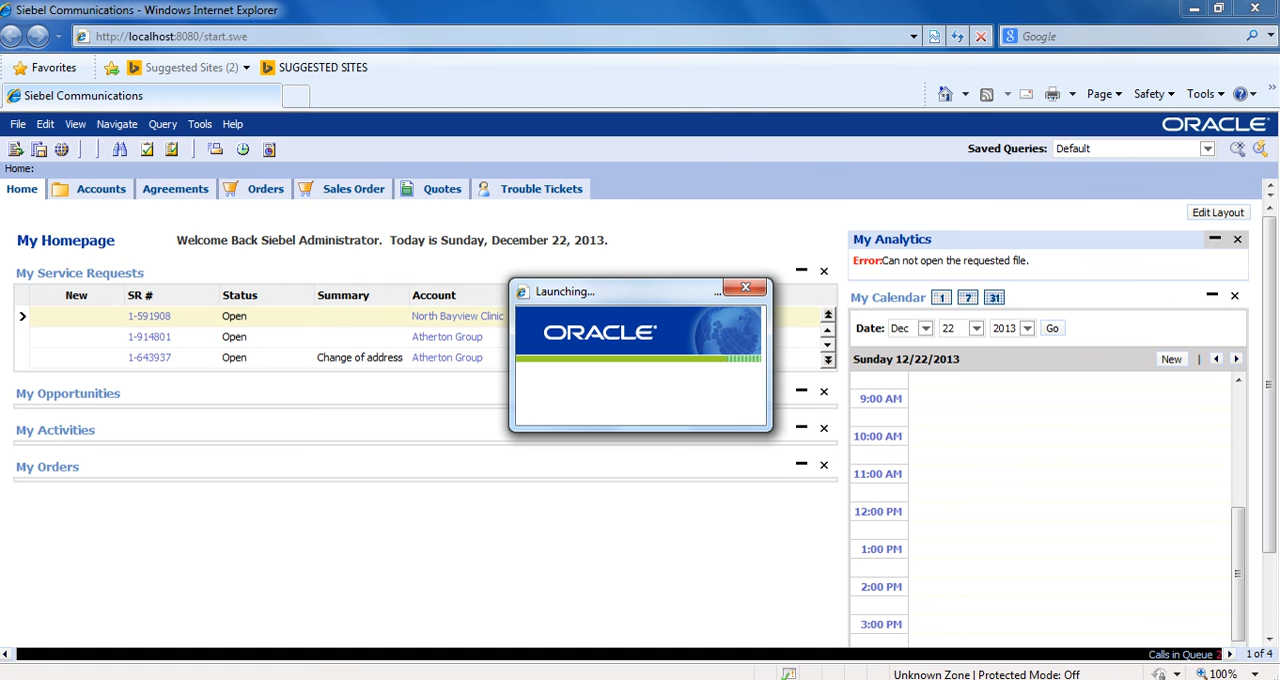 Siebel Communications - Windows Internet Explorer
http://localhost:8080/start.swe
Google
Favorites
Suggested Sites (2)
SUGGESTED SITES
Siebel Communications
Page
Safety
Tools
File Edit View Navigate Query Tools Help
ORACLE
Saved Queries: Default
Home:
Home Accounts Agreements Orders Sales Order Quotes Trouble Tickets
Edit Layout
My Homepage
Welcome Back Siebel Administrator. Today is Sunday, December 22, 2013.
My Service Requests
New SR # Status Summary Account
1-591908 Open North Bayview Clinic
1-914801 Open Atherton Group
1-643937 Open Change of address Atherton Group
My Opportunities
My Activities
My Orders
Launching... ...
ORACLE
My Analytics
Error:Can not open the requested file.
My Calendar 1 7 31
Date: Dec 22 2013 Go
Sunday 12/22/2013 New |
9:00 AM
10:00 AM
11:00 AM
12:00 PM
1:00 PM
2:00 PM
3:00 PM
Calls in Queue 2 1 of 4
Unknown Zone | Protected Mode: Off
100%